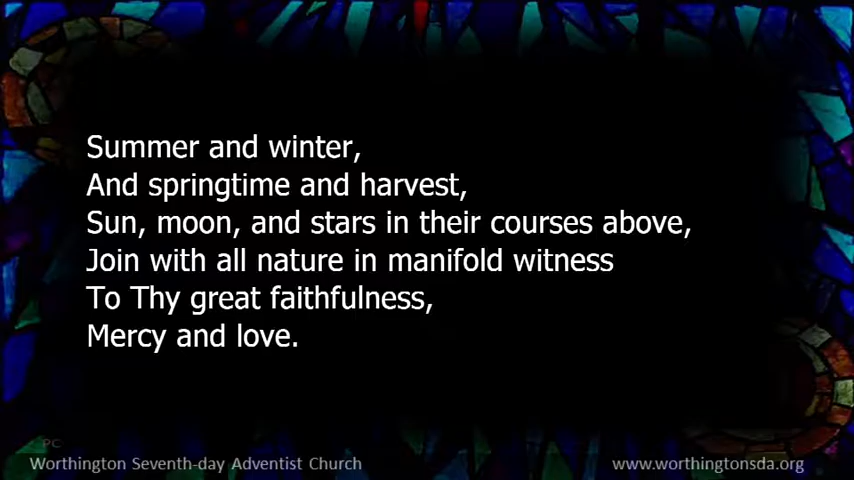 Summer and winter,
And springtime and harvest,
Sun, moon, and stars in their courses above,
Join with all nature in manifold witness
To Thy great faithfulness,
Mercy and love.
PC
Worthington Seventh-day Adventist Church
www.worthingtonsda.org